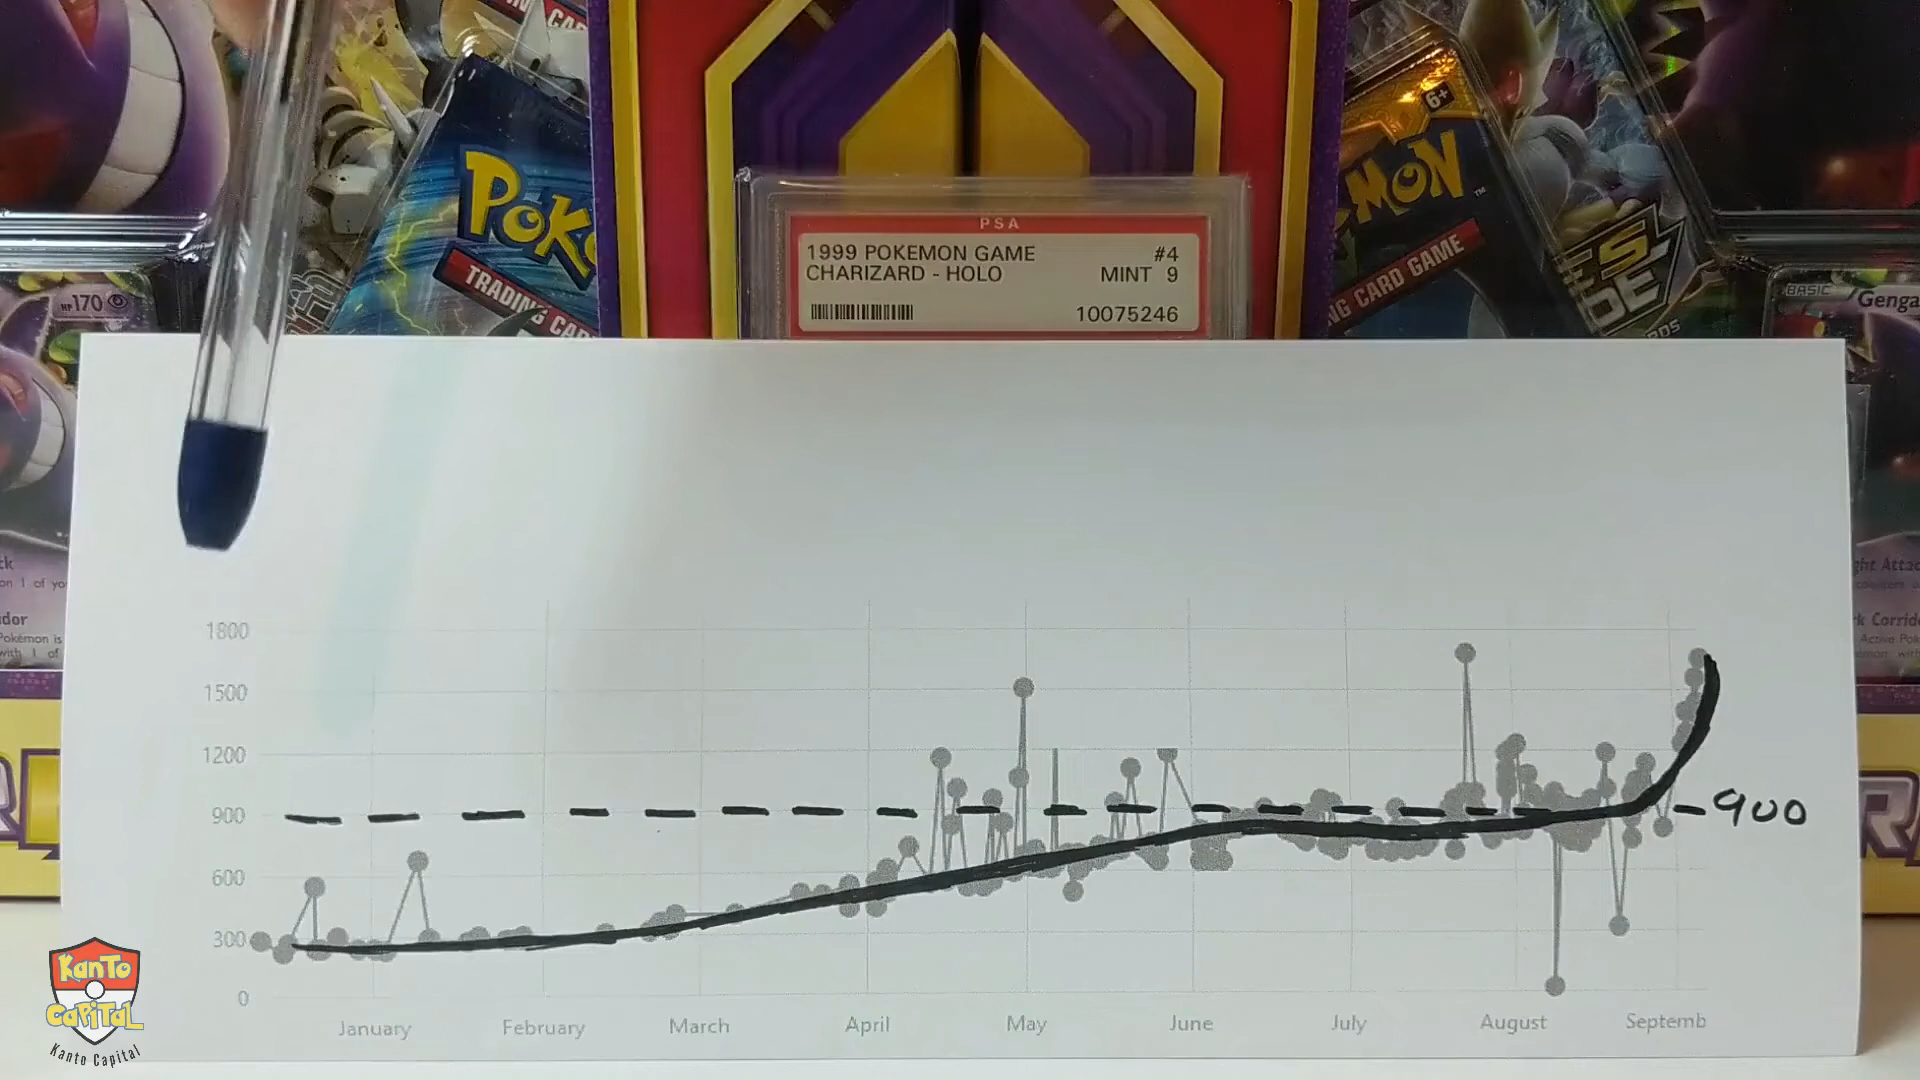 6+
POKÉ
TRADING CAR
MON
NG CARD GAME
PSA
1999 POKEMON GAME #4
CHARIZARD - HOLO MINT 9
10075246
HP170
BASIC Genga
1800
1500
1200
900
600
300
0
900
January February March April May June July August Septemb
KanTo
CaPiTaL
Kanto Capital